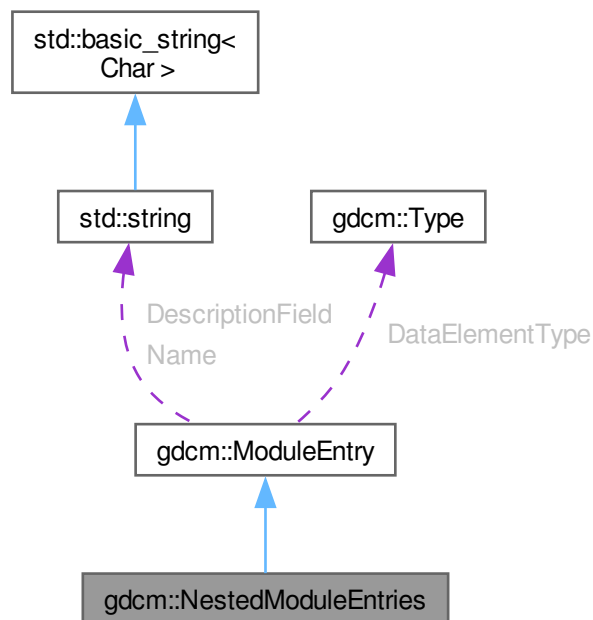 std::basic_string<
Char >
std::string
gdcm::Type
DescriptionField
Name
DataElementType
gdcm::ModuleEntry
gdcm::NestedModuleEntries